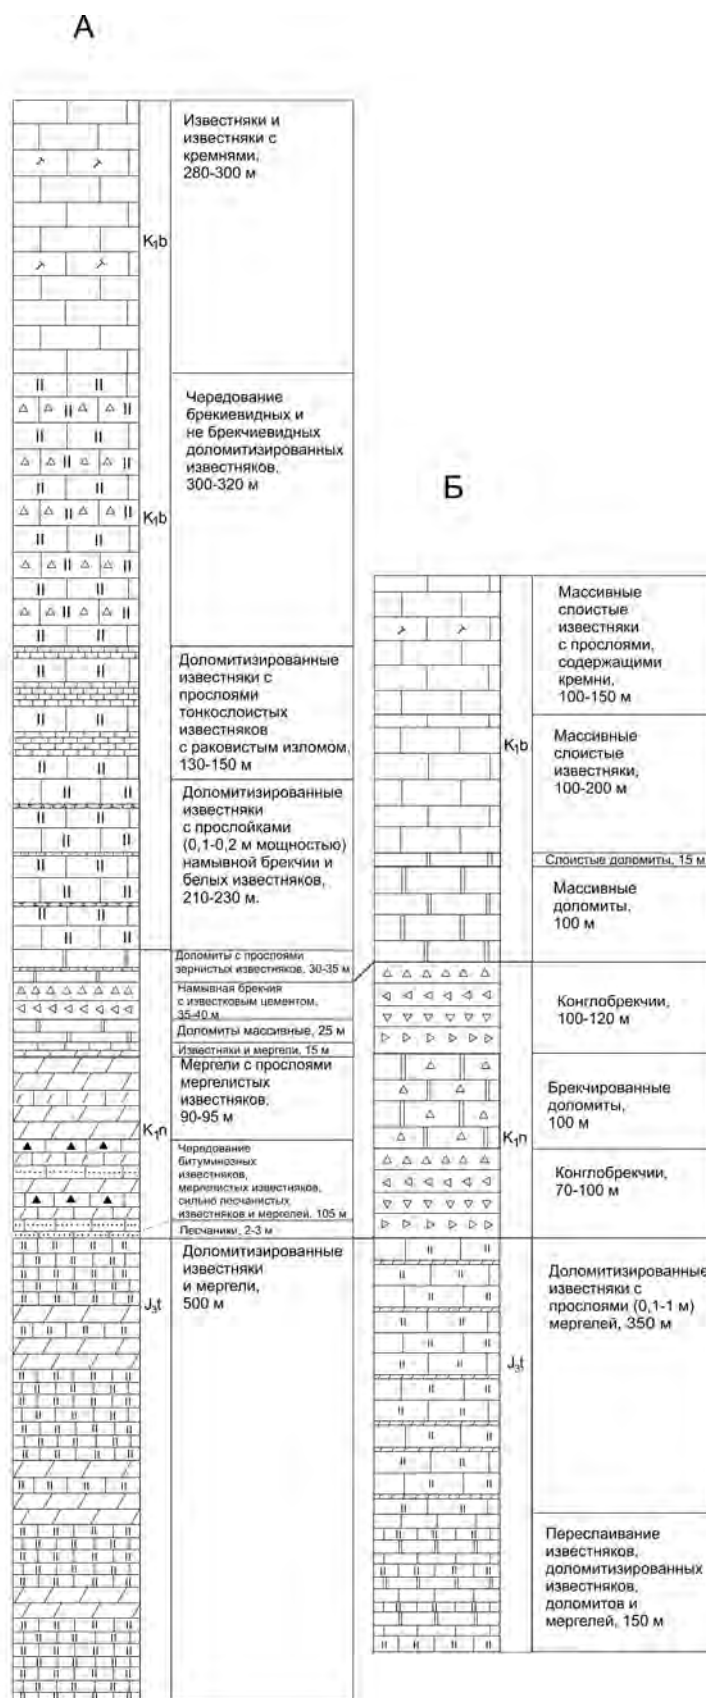 А
K₁b
Известняки и
известняки с
кремнями,
280-300 м
K₁b
Чередование
брекиевидных и
не брекчиевидных
доломитизированных
известняков,
300-320 м
Доломитизированные
известняки с
прослоями
тонкослоистых
известняков
с раковистым изломом,
130-150 м
Доломитизированные
известняки
с прослойками
(0,1-0,2 м мощностью)
намывной брекчии и
белых известняков,
210-230 м.
Доломиты с прослоями
зернистых известняков, 30-35 м
Намывная брекчия
с известковым цементом,
35-40 м
Доломиты массивные, 25 м
Известняки и мергели, 15 м
K₁n
Мергели с прослоями
мергелистых
известняков,
90-95 м
Чередование
битуминозных
известняков,
мергелистых известняков,
сильно песчанистых
известняков и мергелей, 105 м
Песчаники, 2-3 м
J₃t
Доломитизированные
известняки
и мергели,
500 м
Б
K₁b
Массивные
слоистые
известняки
с прослоями,
содержащими
кремни,
100-150 м
Массивные
слоистые
известняки,
100-200 м
Слоистые доломиты, 15 м
Массивные
доломиты,
100 м
K₁n
Конглобрекчии,
100-120 м
Брекчированные
доломиты,
100 м
Конглобрекчии,
70-100 м
J₃t
Доломитизированные
известняки с
прослоями (0,1-1 м)
мергелей, 350 м
Переслаивание
известняков,
доломитизированных
известняков,
доломитов и
мергелей, 150 м